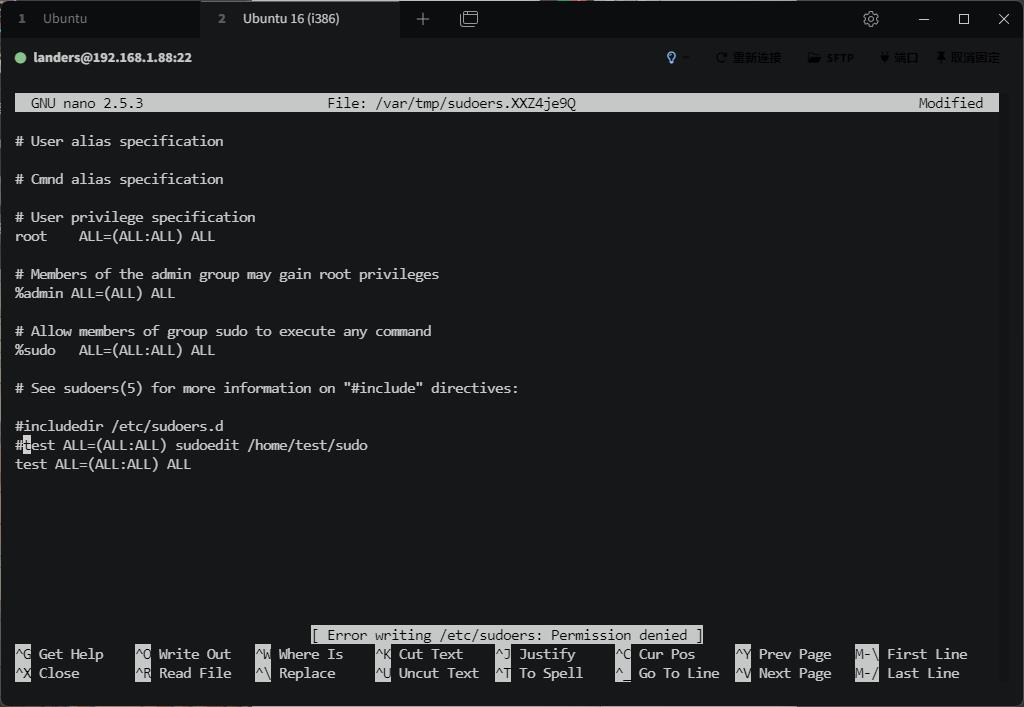 1 Ubuntu 2 Ubuntu 16 (i386)
landers@192.168.1.88:22 重新连接 SFTP 端口 取消固定
GNU nano 2.5.3 File: /var/tmp/sudoers.XXZ4je9Q Modified
# User alias specification
# Cmnd alias specification
# User privilege specification
root ALL=(ALL:ALL) ALL
# Members of the admin group may gain root privileges
%admin ALL=(ALL) ALL
# Allow members of group sudo to execute any command
%sudo ALL=(ALL:ALL) ALL
# See sudoers(5) for more information on "#include" directives:
#includedir /etc/sudoers.d
#test ALL=(ALL:ALL) sudoedit /home/test/sudo
test ALL=(ALL:ALL) ALL
[ Error writing /etc/sudoers: Permission denied ]
^G Get Help ^O Write Out ^W Where Is ^K Cut Text ^J Justify ^C Cur Pos ^Y Prev Page M-\ First Line
^X Close ^R Read File ^\ Replace ^U Uncut Text ^T To Spell ^_ Go To Line ^V Next Page M-/ Last Line